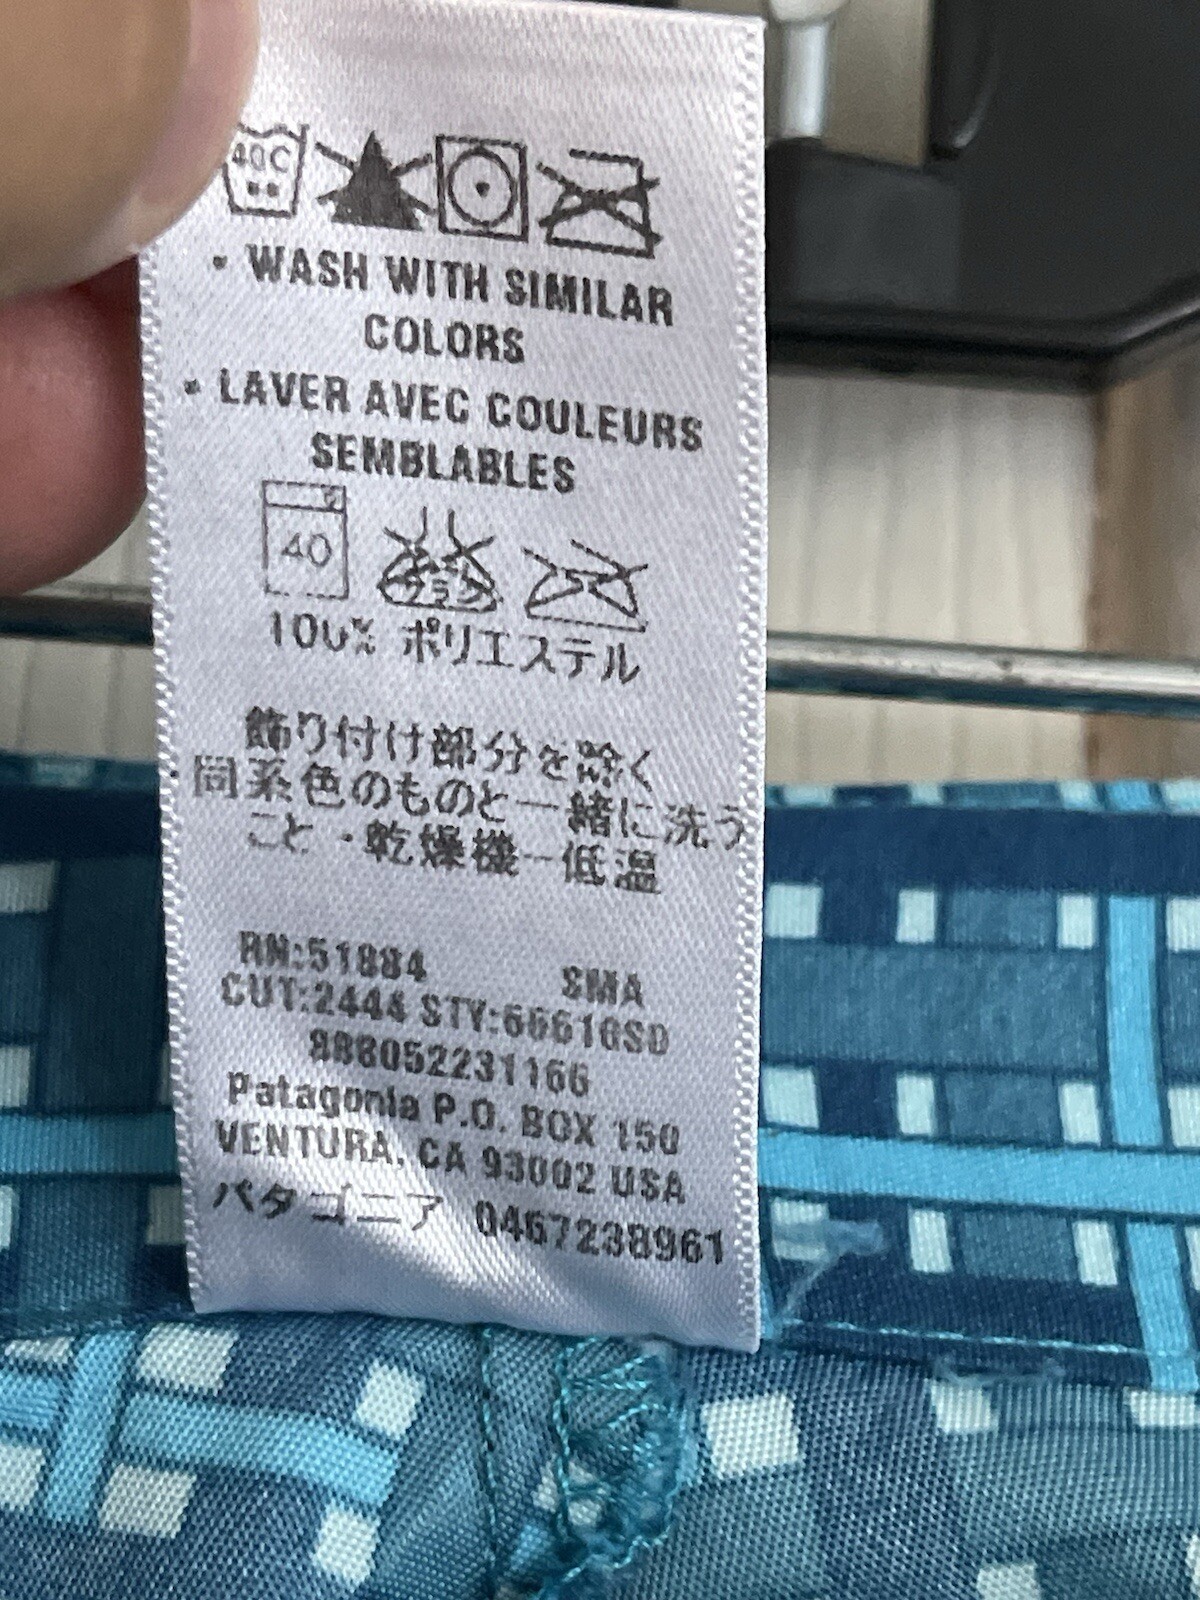 40C
• WASH WITH SIMILAR
COLORS
• LAVER AVEC COULEURS
SEMBLABLES
40
100% ポリエステル
飾り付け部分を除く
同系色のものと一緒に洗う
こと・乾燥機ー低温
RN:51884 SMA
CUT:2444 STY:66616SD
888052231166
Patagonia P.O. BOX 150
VENTURA, CA 93002 USA
パタゴニア 0467238961